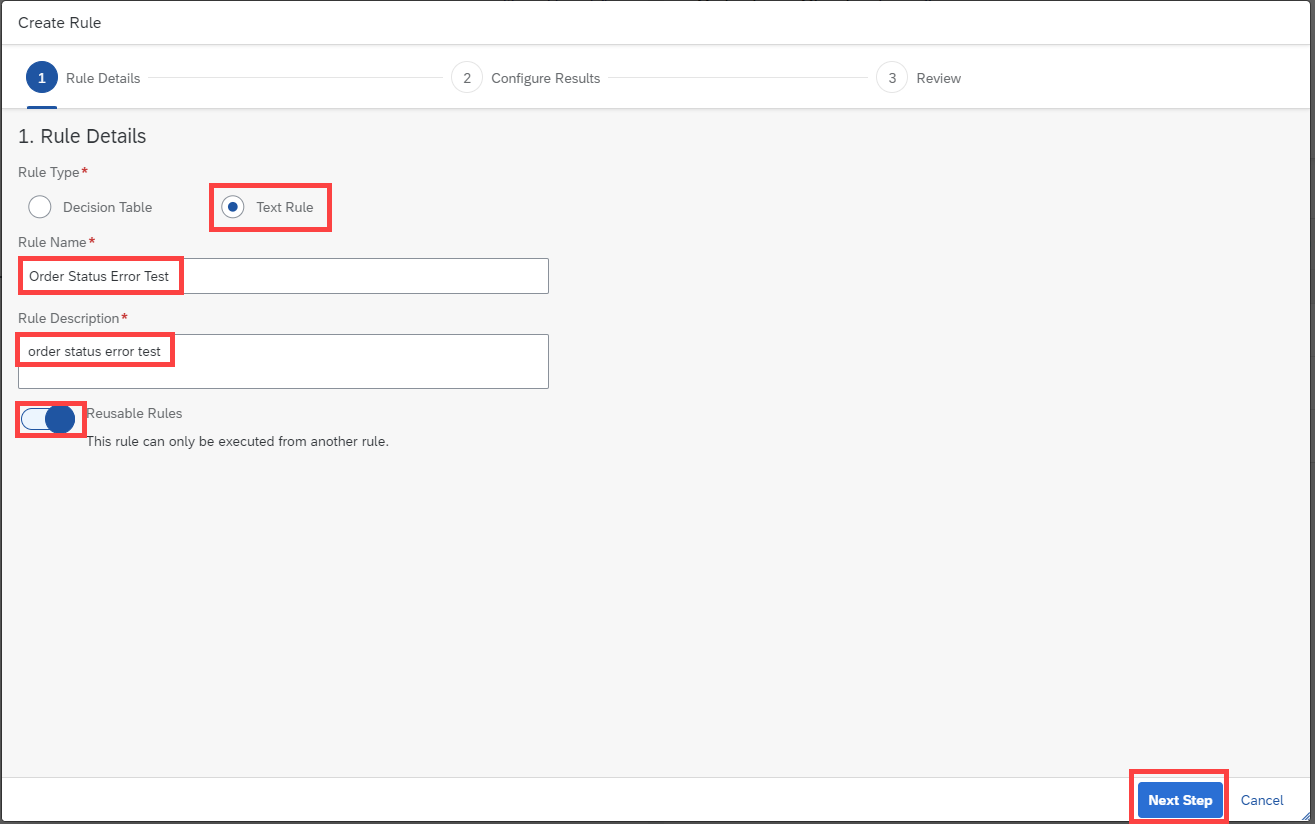 Create Rule
1 Rule Details 2 Configure Results 3 Review
1. Rule Details
Rule Type*
Decision Table Text Rule
Rule Name*
Order Status Error Test
Rule Description*
order status error test
Reusable Rules
This rule can only be executed from another rule.
Next Step Cancel